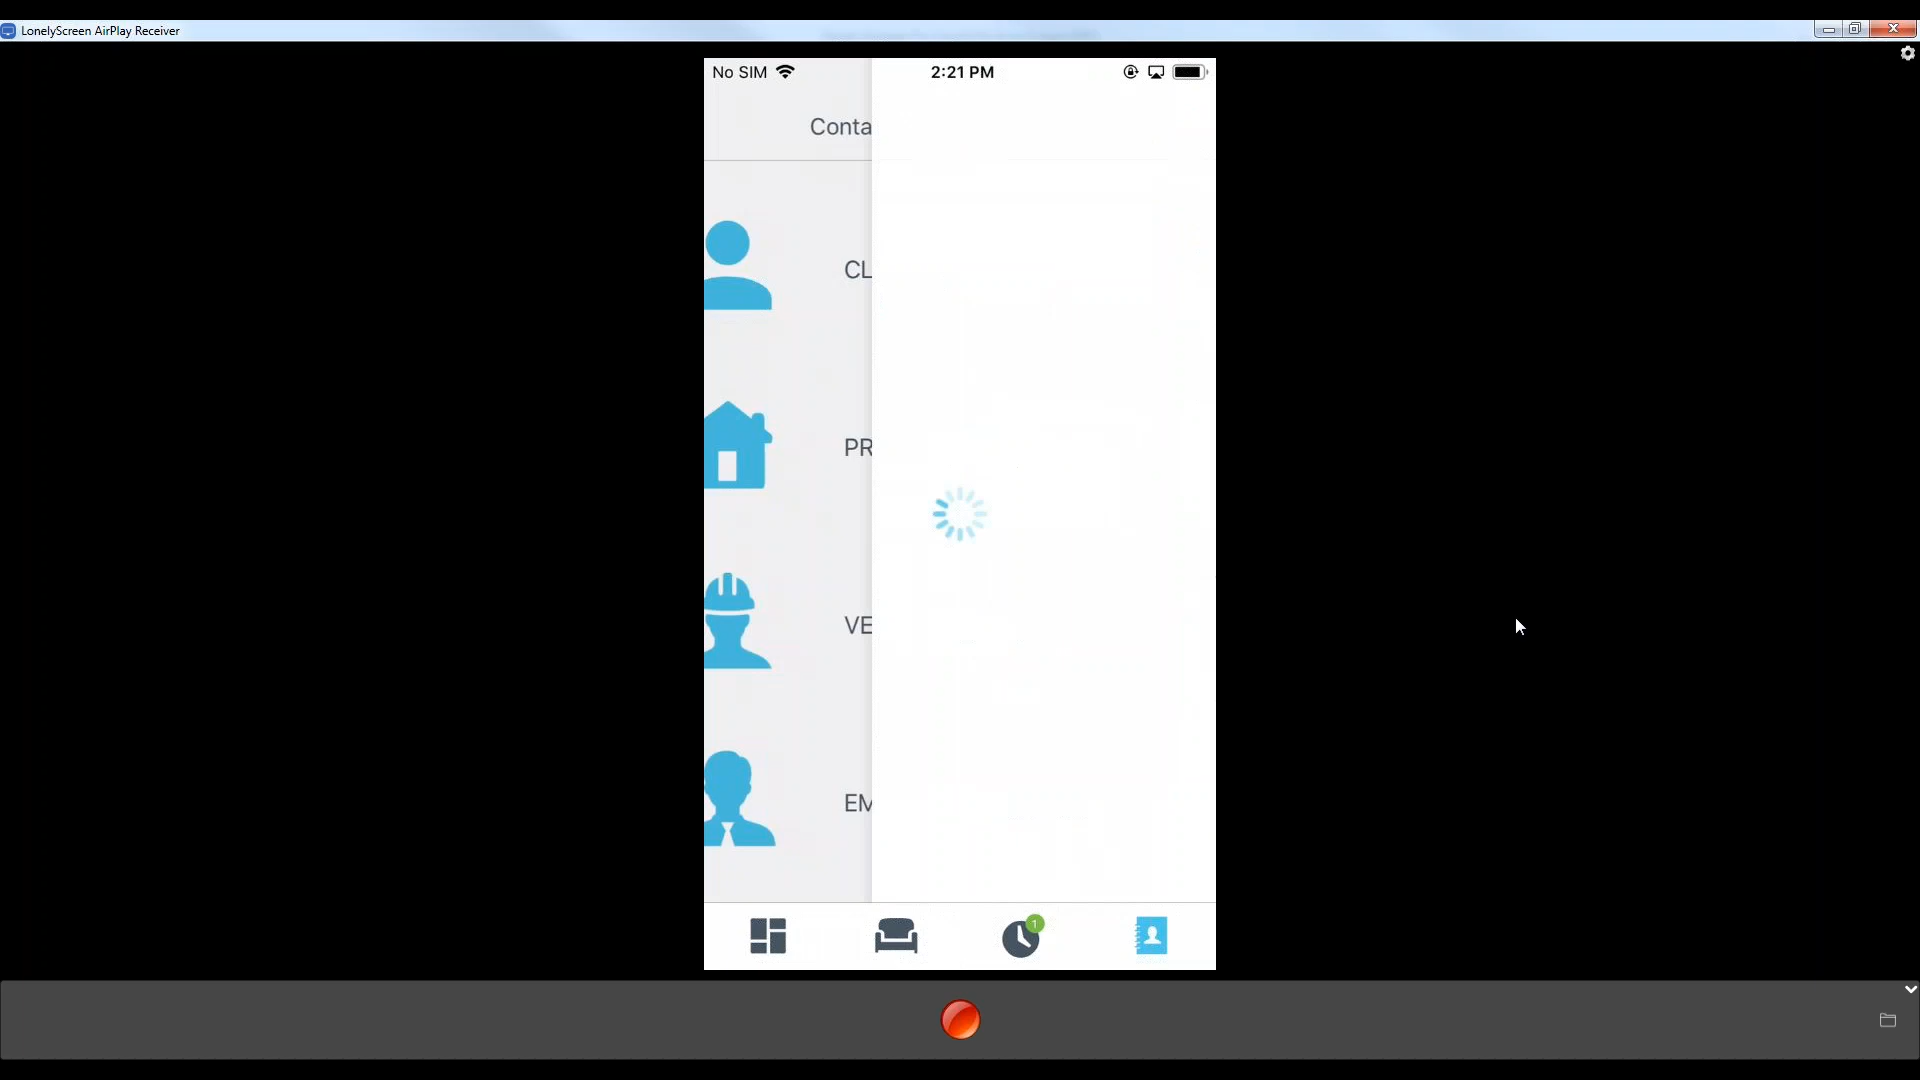 LonelyScreen AirPlay Receiver
No SIM 2:21 PM
Conta
CL
PR
VE
EM
1